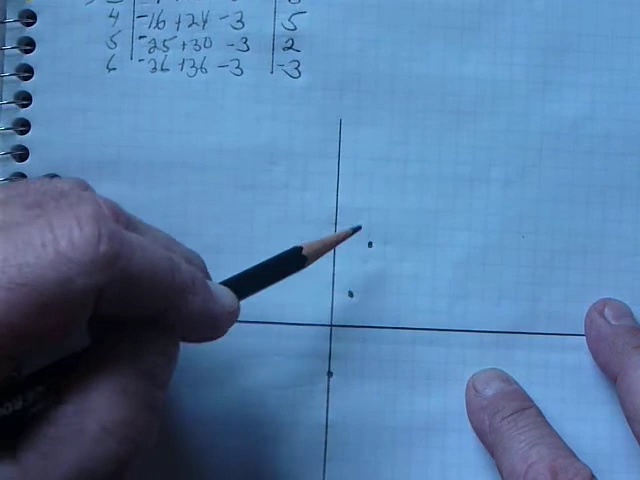 4 | -16 + 24 - 3 | 5
5 | -25 + 30 - 3 | 2
6 | -36 + 36 - 3 | -3